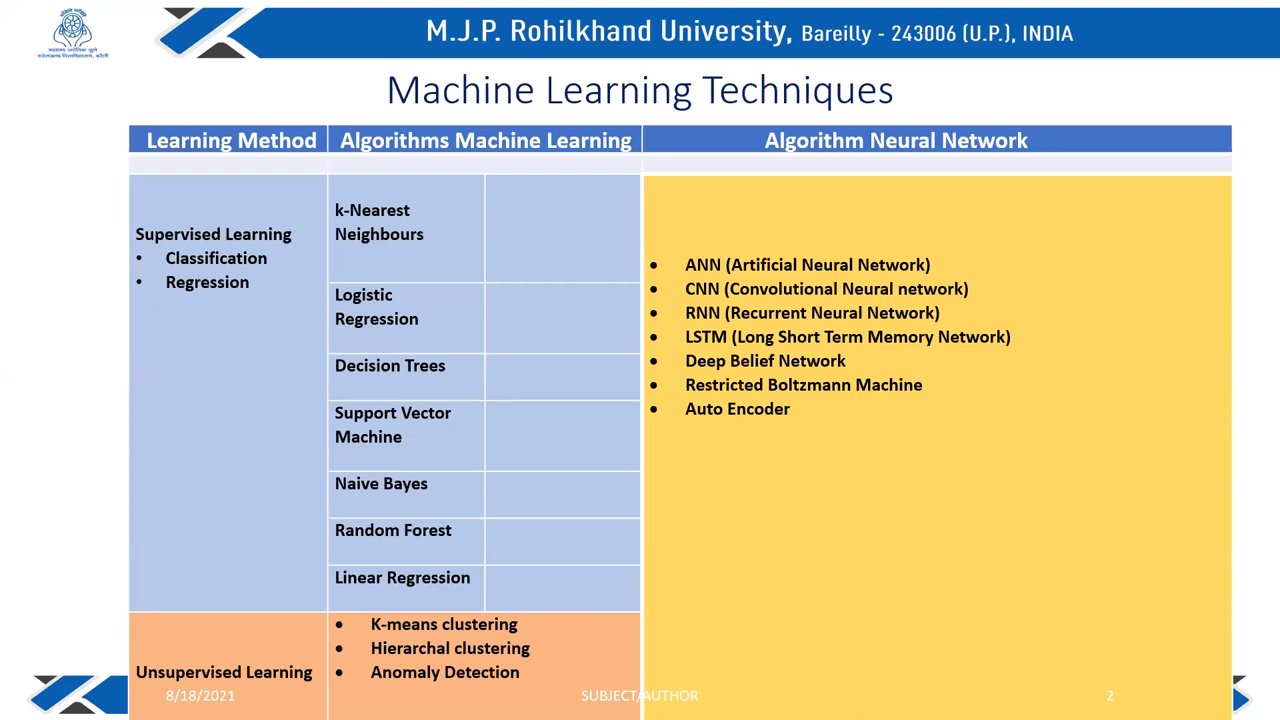 M.J.P. Rohilkhand University, Bareilly - 243006 (U.P.), INDIA
Machine Learning Techniques
Learning Method
Algorithms Machine Learning
Algorithm Neural Network
Supervised Learning
• Classification
• Regression
k-Nearest
Neighbours
Logistic
Regression
Decision Trees
Support Vector
Machine
Naive Bayes
Random Forest
Linear Regression
• ANN (Artificial Neural Network)
• CNN (Convolutional Neural network)
• RNN (Recurrent Neural Network)
• LSTM (Long Short Term Memory Network)
• Deep Belief Network
• Restricted Boltzmann Machine
• Auto Encoder
Unsupervised Learning
• K-means clustering
• Hierarchal clustering
• Anomaly Detection
8/18/2021
SUBJECT/AUTHOR
2